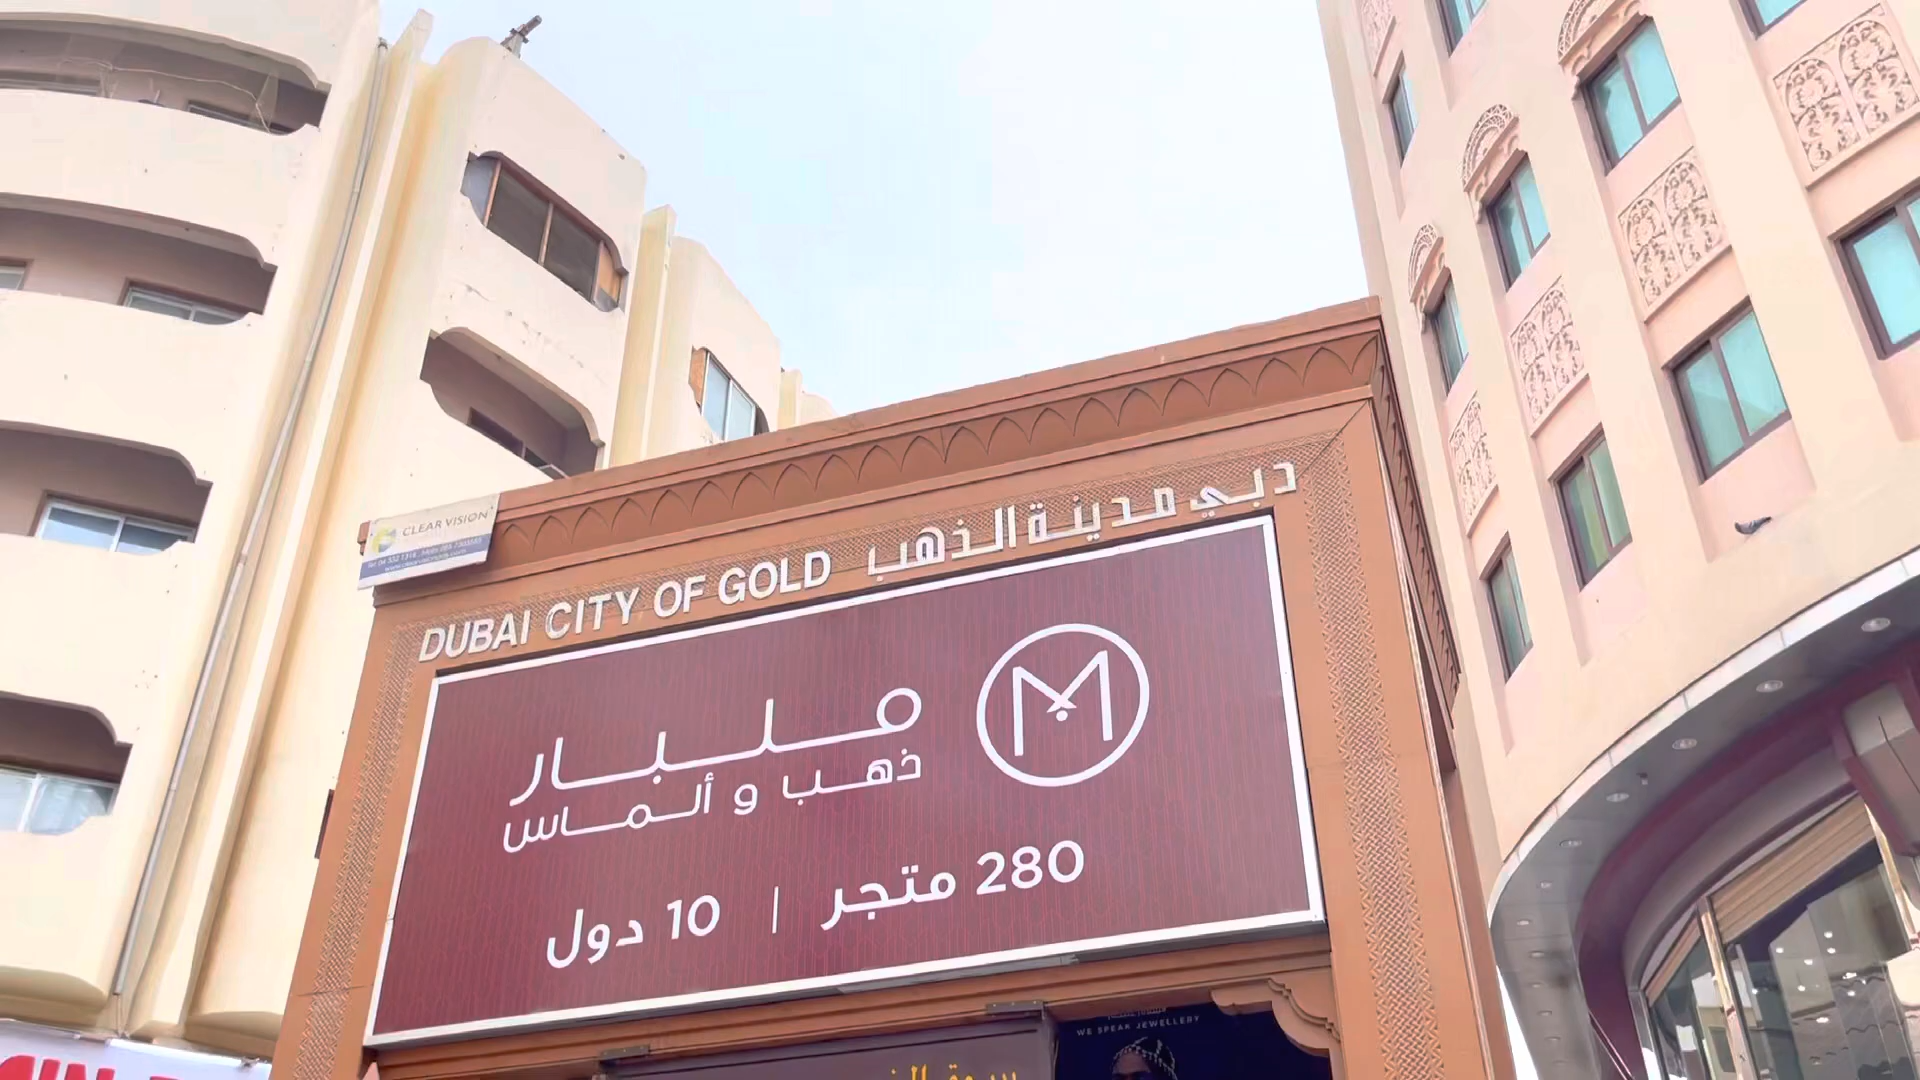 CLEAR VISION
دبي مدينة الذهب
DUBAI CITY OF GOLD
M
ملبار
ذهب و ألماس
280 متجر | 10 دول
WE SPEAK JEWELLERY